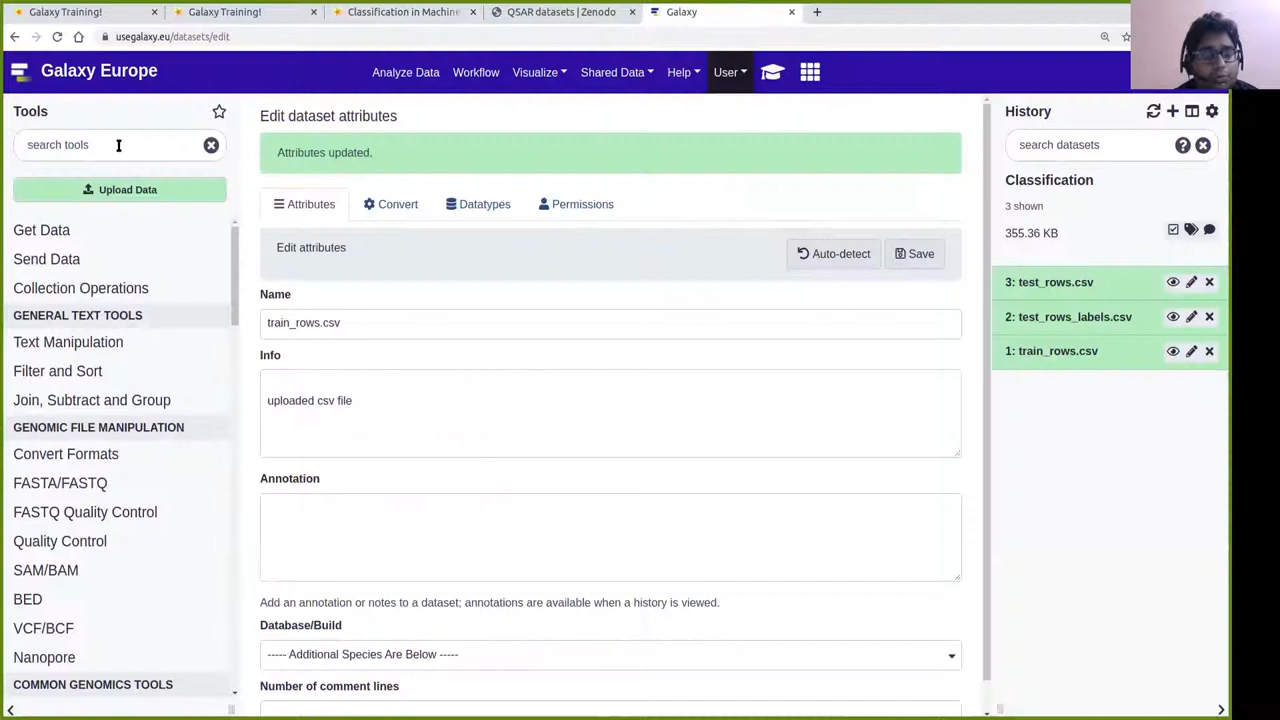 Galaxy Training!
Galaxy Training!
Classification in Machine
QSAR datasets | Zenodo
Galaxy
usegalaxy.eu/datasets/edit
Galaxy Europe
Analyze Data
Workflow
Visualize
Shared Data
Help
User
Tools
search tools
Upload Data
Get Data
Send Data
Collection Operations
GENERAL TEXT TOOLS
Text Manipulation
Filter and Sort
Join, Subtract and Group
GENOMIC FILE MANIPULATION
Convert Formats
FASTA/FASTQ
FASTQ Quality Control
Quality Control
SAM/BAM
BED
VCF/BCF
Nanopore
COMMON GENOMICS TOOLS
Edit dataset attributes
Attributes updated.
Attributes
Convert
Datatypes
Permissions
Edit attributes
Auto-detect
Save
Name
train_rows.csv
Info
uploaded csv file
Annotation
Add an annotation or notes to a dataset; annotations are available when a history is viewed.
Database/Build
----- Additional Species Are Below -----
Number of comment lines
History
search datasets
Classification
3 shown
355.36 KB
3: test_rows.csv
2: test_rows_labels.csv
1: train_rows.csv